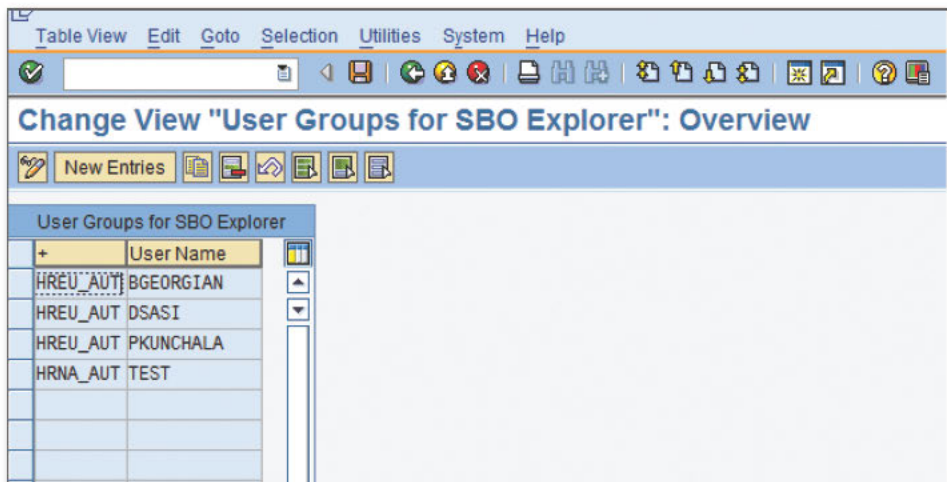 Table View Edit Goto Selection Utilities System Help
Change View "User Groups for SBO Explorer": Overview
New Entries
User Groups for SBO Explorer
+ User Name
HREU_AUT BGEORGIAN
HREU_AUT DSASI
HREU_AUT PKUNCHALA
HRNA_AUT TEST